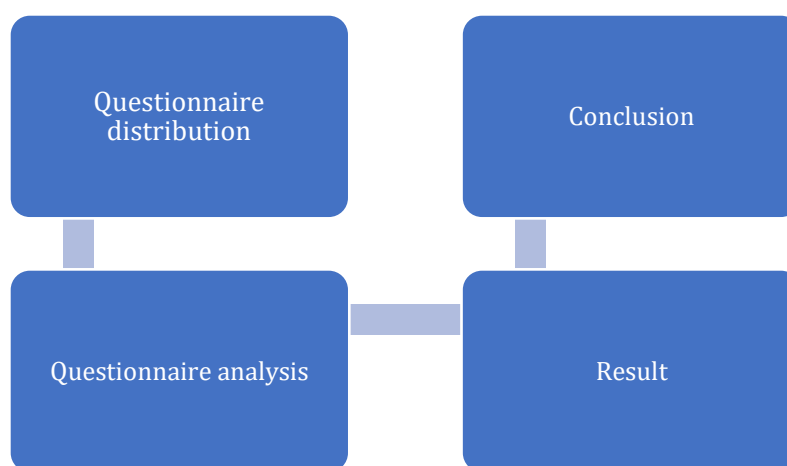 Questionnaire
distribution
Questionnaire analysis
Result
Conclusion